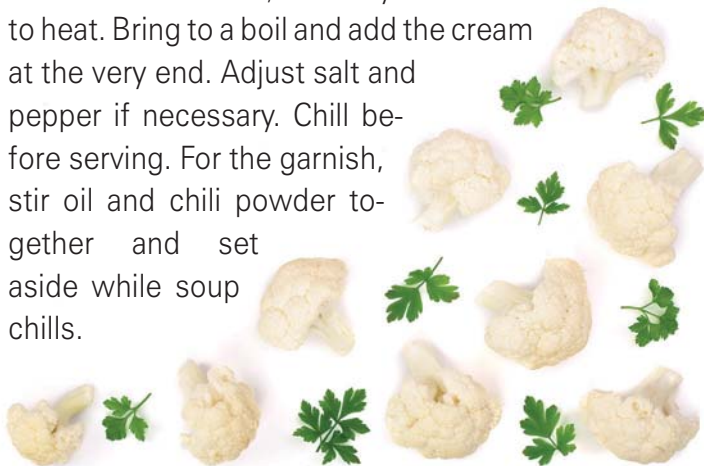 to heat. Bring to a boil and add the cream
at the very end. Adjust salt and
pepper if necessary. Chill be-
fore serving. For the garnish,
stir oil and chili powder to-
gether and set
aside while soup
chills.